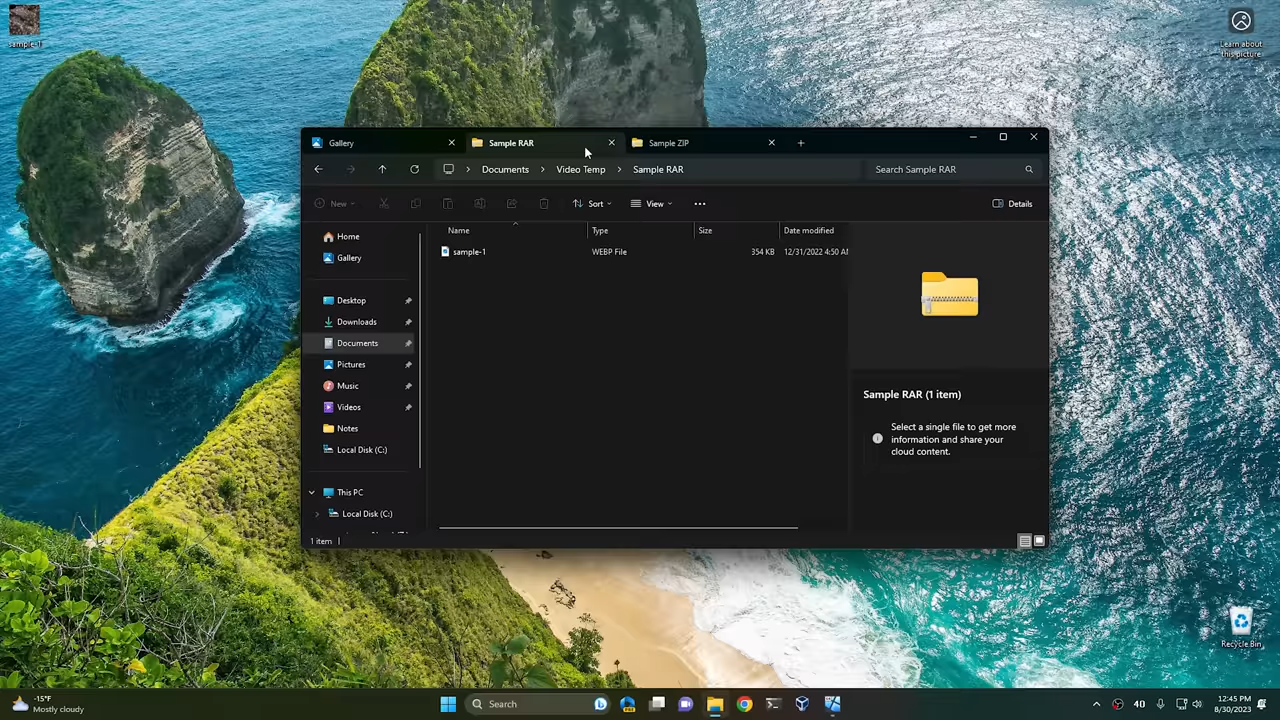 sample-1
Learn about
this picture
Gallery
Sample RAR
Sample ZIP
Documents
Video Temp
Sample RAR
Search Sample RAR
New
Sort
View
Details
Name
Type
Size
Date modified
sample-1
WEBP File
354 KB
12/31/2022 4:50 AM
Home
Gallery
Desktop
Downloads
Documents
Pictures
Music
Videos
Notes
Local Disk (C:)
This PC
Local Disk (C:)
Sample RAR (1 item)
Select a single file to get more
information and share your
cloud content.
1 item
Recycle Bin
-15°F
Mostly cloudy
Search
40
12:45 PM
8/30/2023